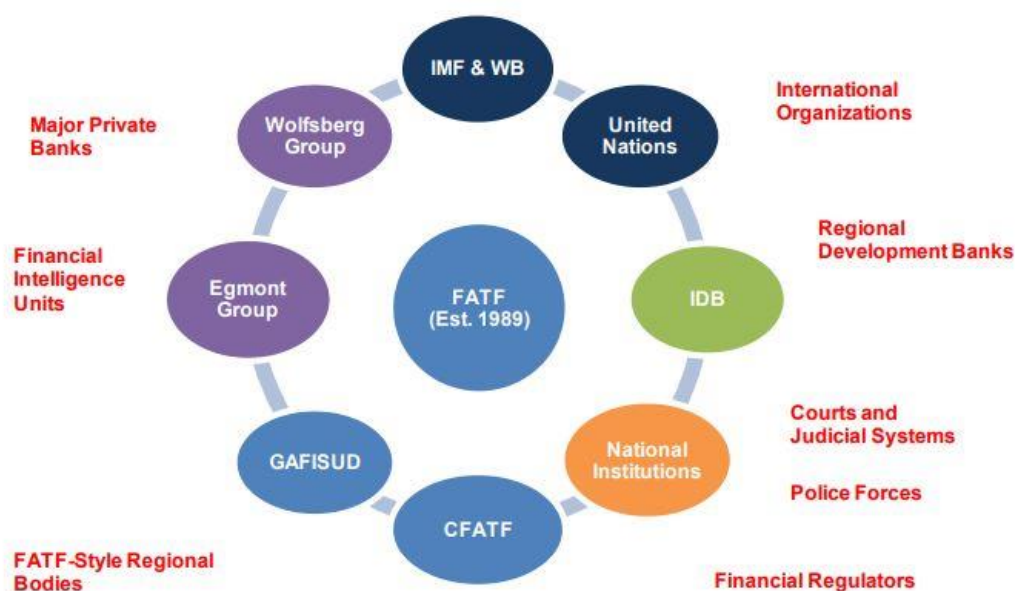 IMF & WB
United
Nations
International
Organizations
Major Private
Banks
Wolfsberg
Group
Regional
Development Banks
Financial
Intelligence
Units
Egmont
Group
FATF
(Est. 1989)
IDB
Courts and
Judicial Systems
Police Forces
National
Institutions
GAFISUD
CFATF
FATF-Style Regional
Bodies
Financial Regulators